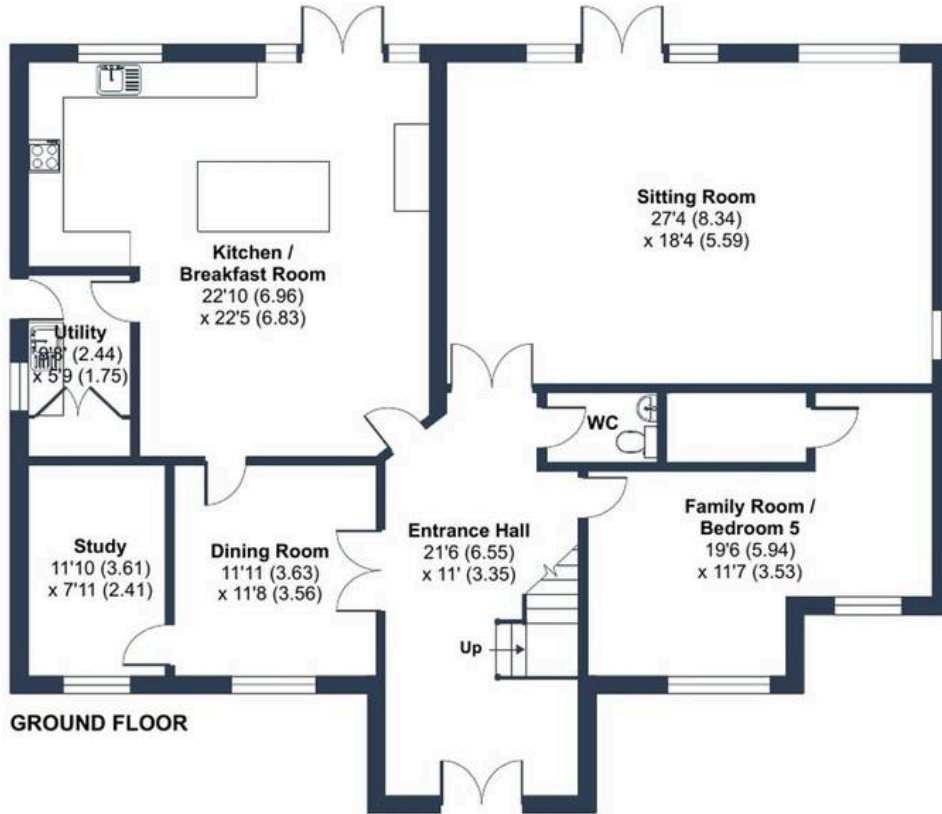 Sitting Room
27'4 (8.34)
x 18'4 (5.59)
Kitchen /
Breakfast Room
22'10 (6.96)
x 22'5 (6.83)
Utility
(2.44)
x 5'9 (1.75)
WC
Family Room /
Bedroom 5
19'6 (5.94)
x 11'7 (3.53)
Entrance Hall
21'6 (6.55)
x 11' (3.35)
Study
11'10 (3.61)
x 7'11 (2.41)
Dining Room
11'11 (3.63)
x 11'8 (3.56)
Up
GROUND FLOOR